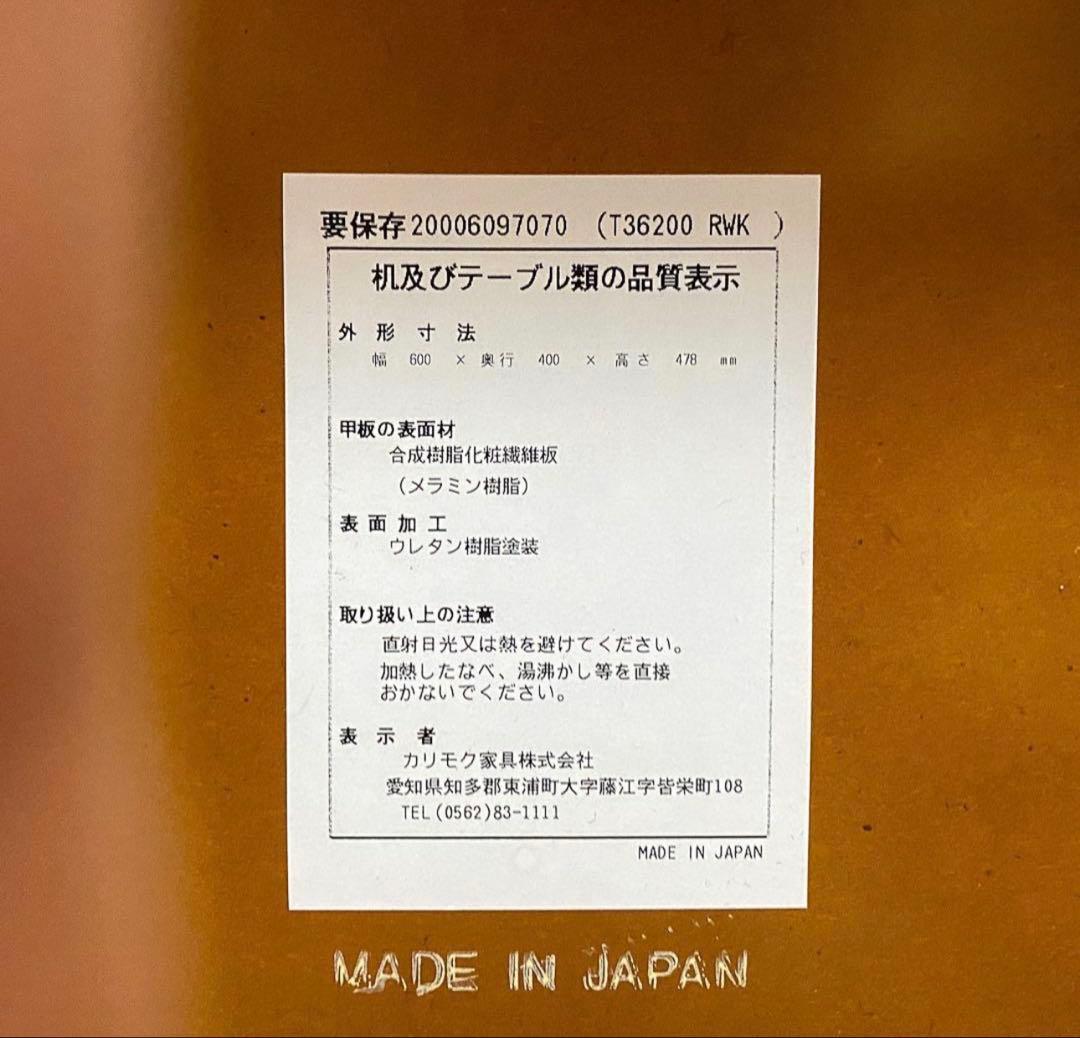 要保存20006097070 (T36200 RWK )
机及びテーブル類の品質表示
外形寸法
幅 600 × 奥行 400 × 高さ 478 mm
甲板の表面材
合成樹脂化粧繊維板
(メラミン樹脂)
表面加工
ウレタン樹脂塗装
取り扱い上の注意
直射日光又は熱を避けてください。
加熱したなべ、湯沸かし等を直接
おかないでください。
表示者
カリモク家具株式会社
愛知県知多郡東浦町大字藤江字皆栄町108
TEL(0562)83-1111
MADE IN JAPAN
MADE IN JAPAN